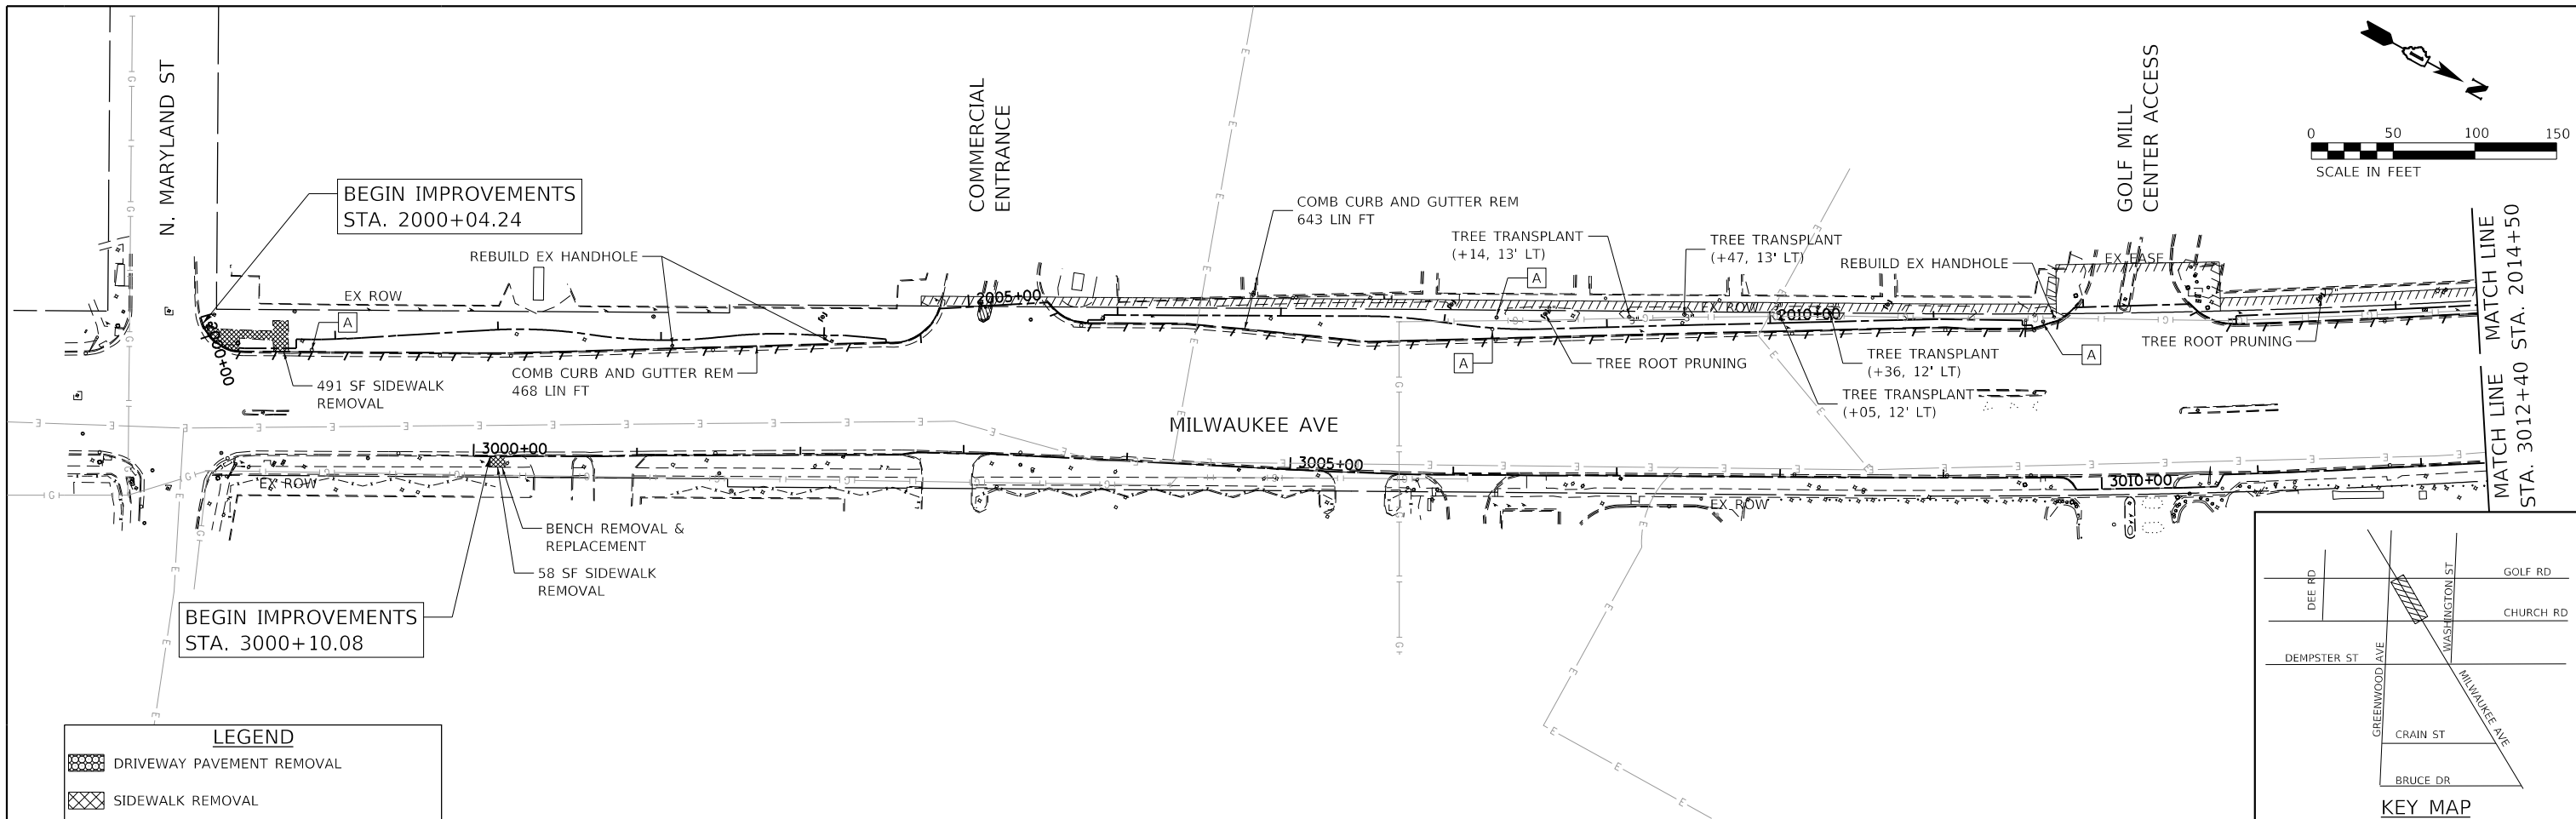 N. MARYLAND ST
COMMERCIAL
ENTRANCE
GOLF MILL
CENTER ACCESS
N
0 50 100 150
SCALE IN FEET
BEGIN IMPROVEMENTS
STA. 2000+04.24
REBUILD EX HANDHOLE
COMB CURB AND GUTTER REM
643 LIN FT
TREE TRANSPLANT
(+14, 13' LT)
TREE TRANSPLANT
(+47, 13' LT)
REBUILD EX HANDHOLE
EX EASE
MATCH LINE STA. 2014+50
EX ROW
2005+00
A
EX ROW
2010+00
2000+00
A
491 SF SIDEWALK
REMOVAL
COMB CURB AND GUTTER REM
468 LIN FT
A
TREE ROOT PRUNING
TREE TRANSPLANT
(+36, 12' LT)
TREE TRANSPLANT
(+05, 12' LT)
A
TREE ROOT PRUNING
MILWAUKEE AVE
MATCH LINE STA. 3012+40
3000+00
3005+00
3010+00
EX ROW
EX ROW
BENCH REMOVAL &
REPLACEMENT
58 SF SIDEWALK
REMOVAL
BEGIN IMPROVEMENTS
STA. 3000+10.08
LEGEND
DRIVEWAY PAVEMENT REMOVAL
SIDEWALK REMOVAL
DEE RD
GOLF RD
WASHINGTON ST
CHURCH RD
DEMPSTER ST
GREENWOOD AVE
MILWAUKEE AVE
CRAIN ST
BRUCE DR
KEY MAP